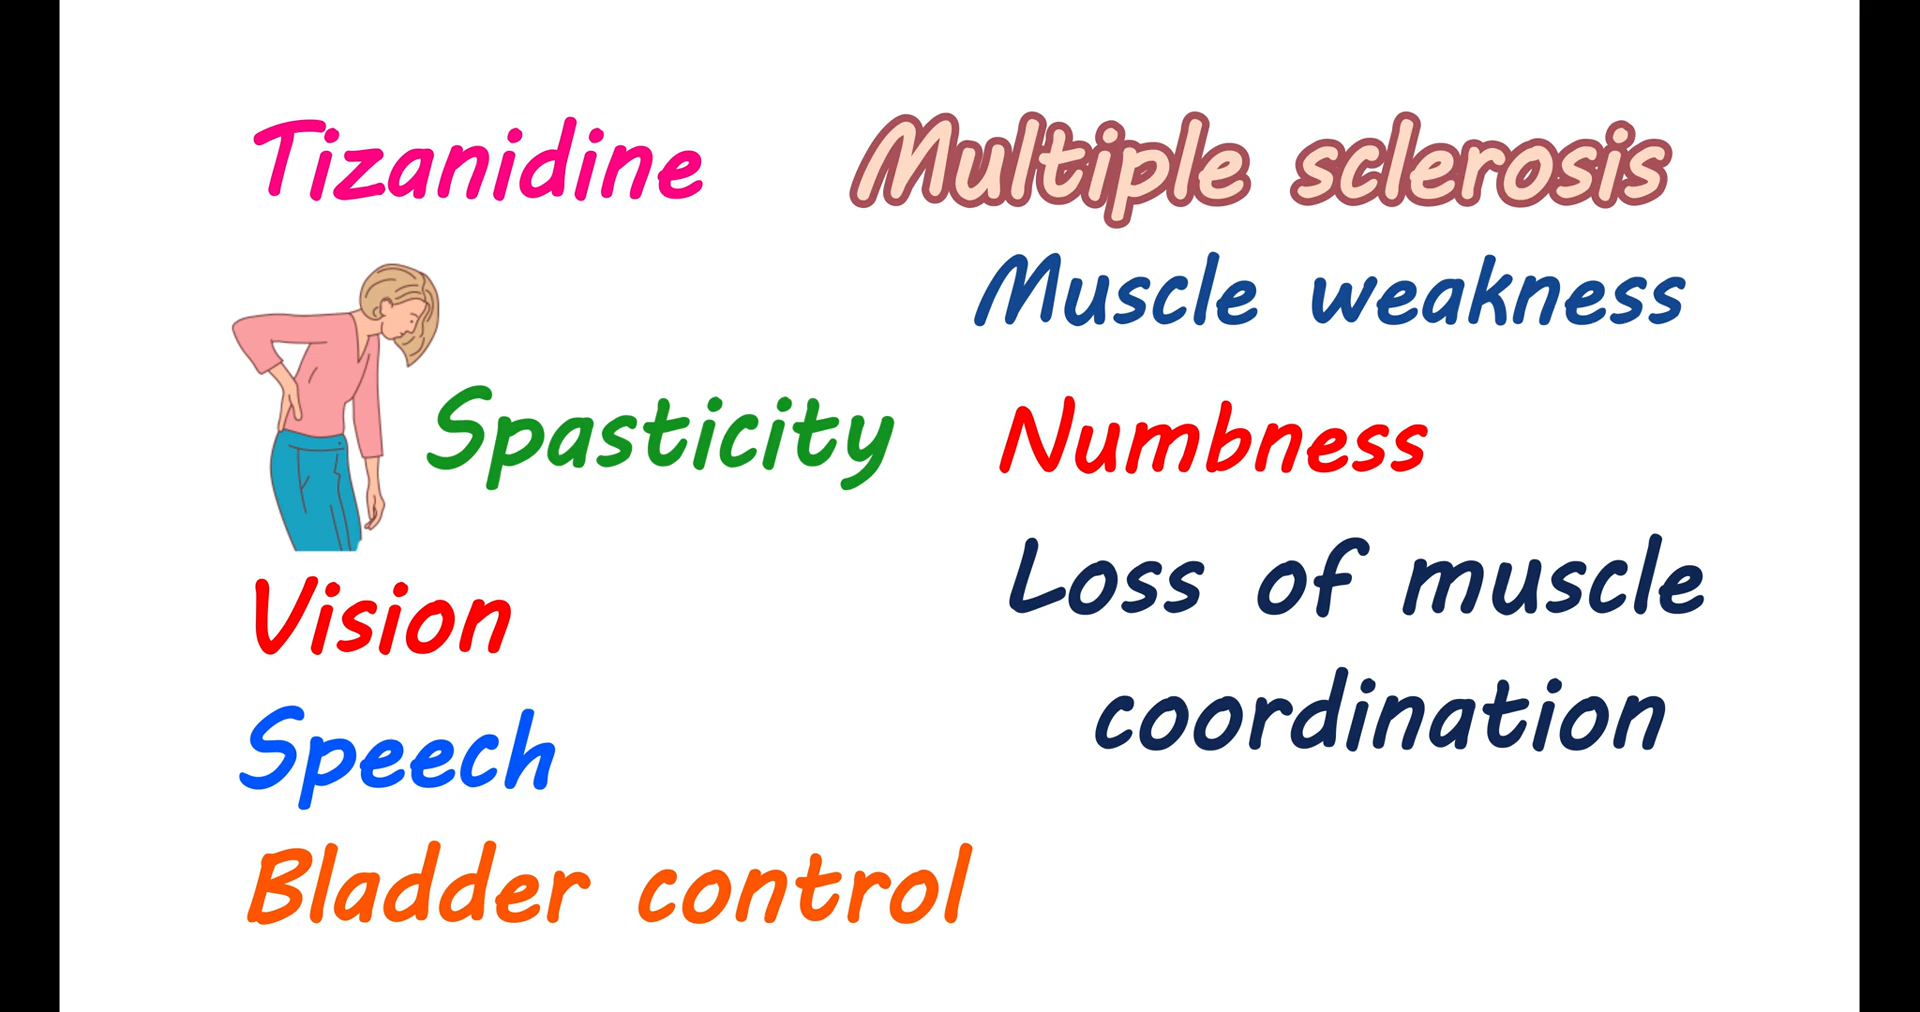 Tizanidine
Multiple sclerosis
Muscle weakness
Spasticity
Numbness
Loss of muscle
coordination
Vision
Speech
Bladder control